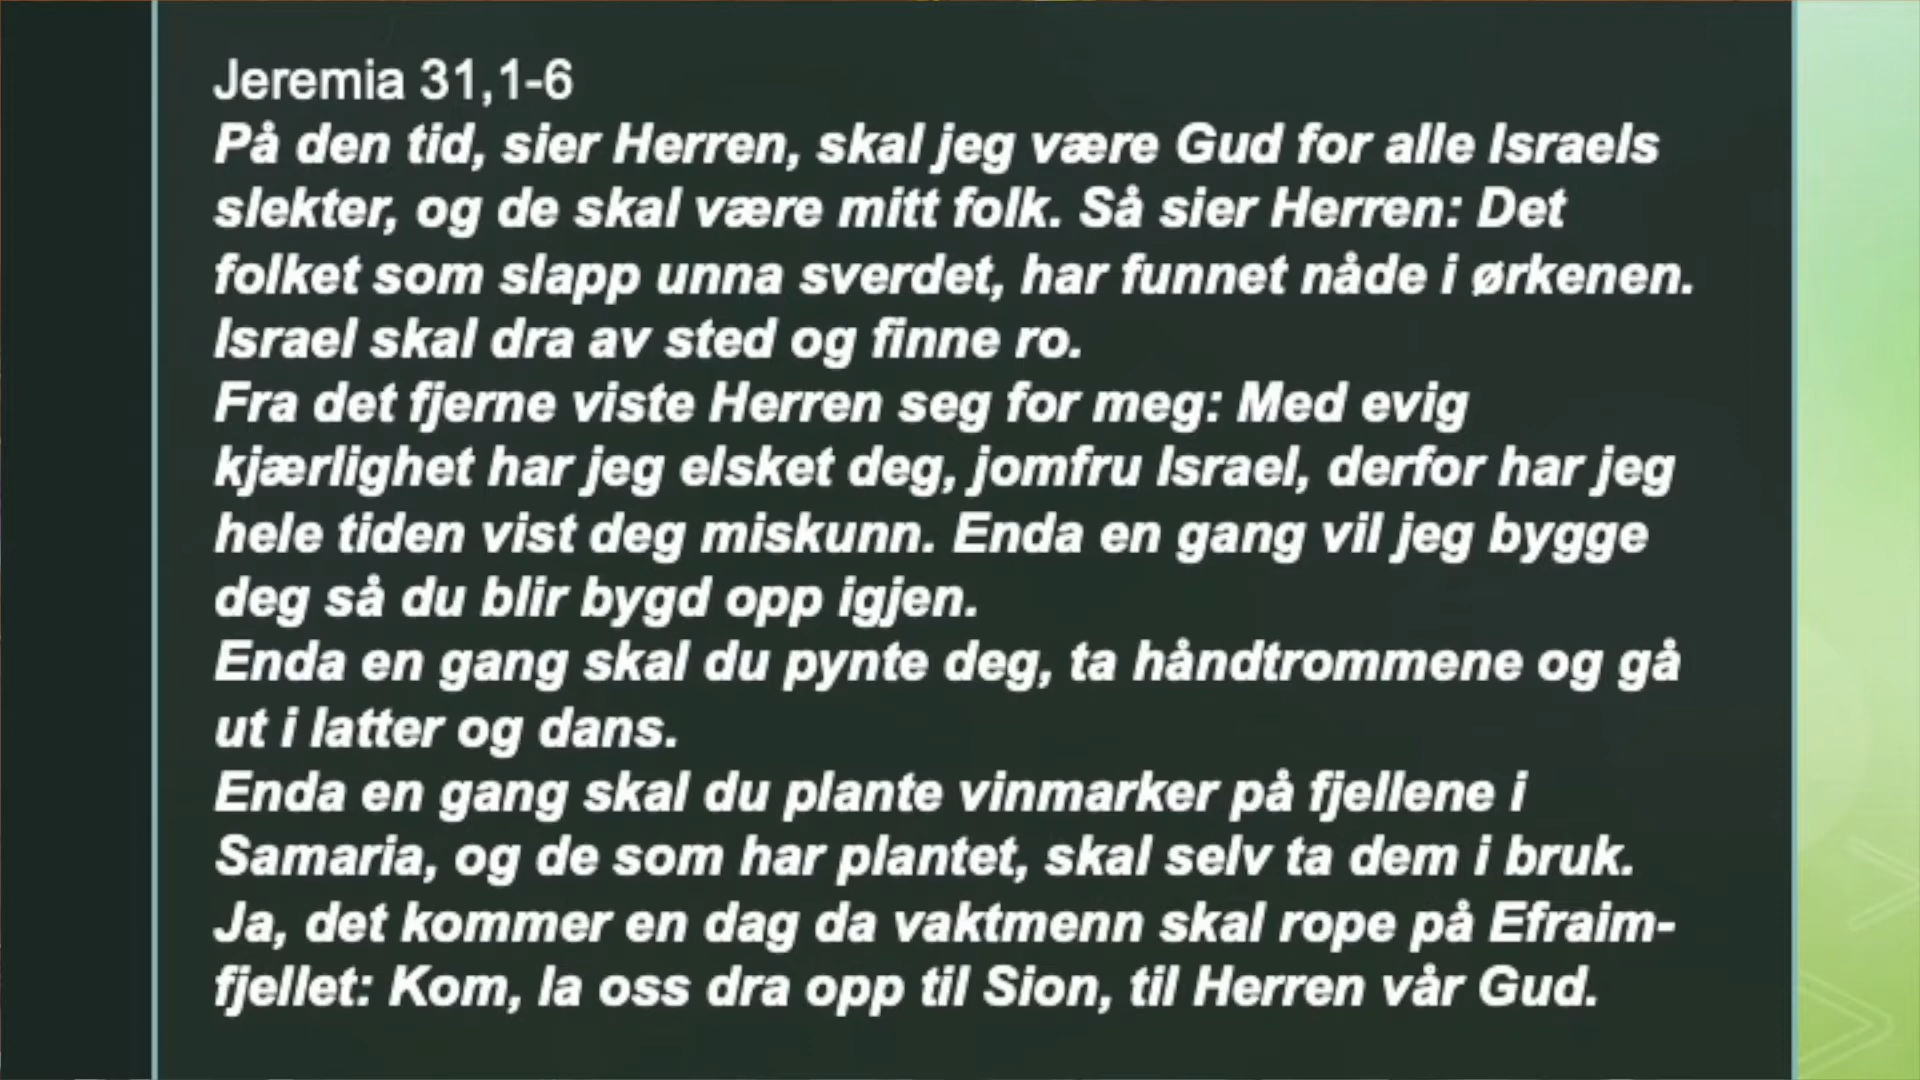 Jeremia 31,1-6
På den tid, sier Herren, skal jeg være Gud for alle Israels
slekter, og de skal være mitt folk. Så sier Herren: Det
folket som slapp unna sverdet, har funnet nåde i ørkenen.
Israel skal dra av sted og finne ro.
Fra det fjerne viste Herren seg for meg: Med evig
kjærlighet har jeg elsket deg, jomfru Israel, derfor har jeg
hele tiden vist deg miskunn. Enda en gang vil jeg bygge
deg så du blir bygd opp igjen.
Enda en gang skal du pynte deg, ta håndtrommene og gå
ut i latter og dans.
Enda en gang skal du plante vinmarker på fjellene i
Samaria, og de som har plantet, skal selv ta dem i bruk.
Ja, det kommer en dag da vaktmenn skal rope på Efraim-
fjellet: Kom, la oss dra opp til Sion, til Herren vår Gud.